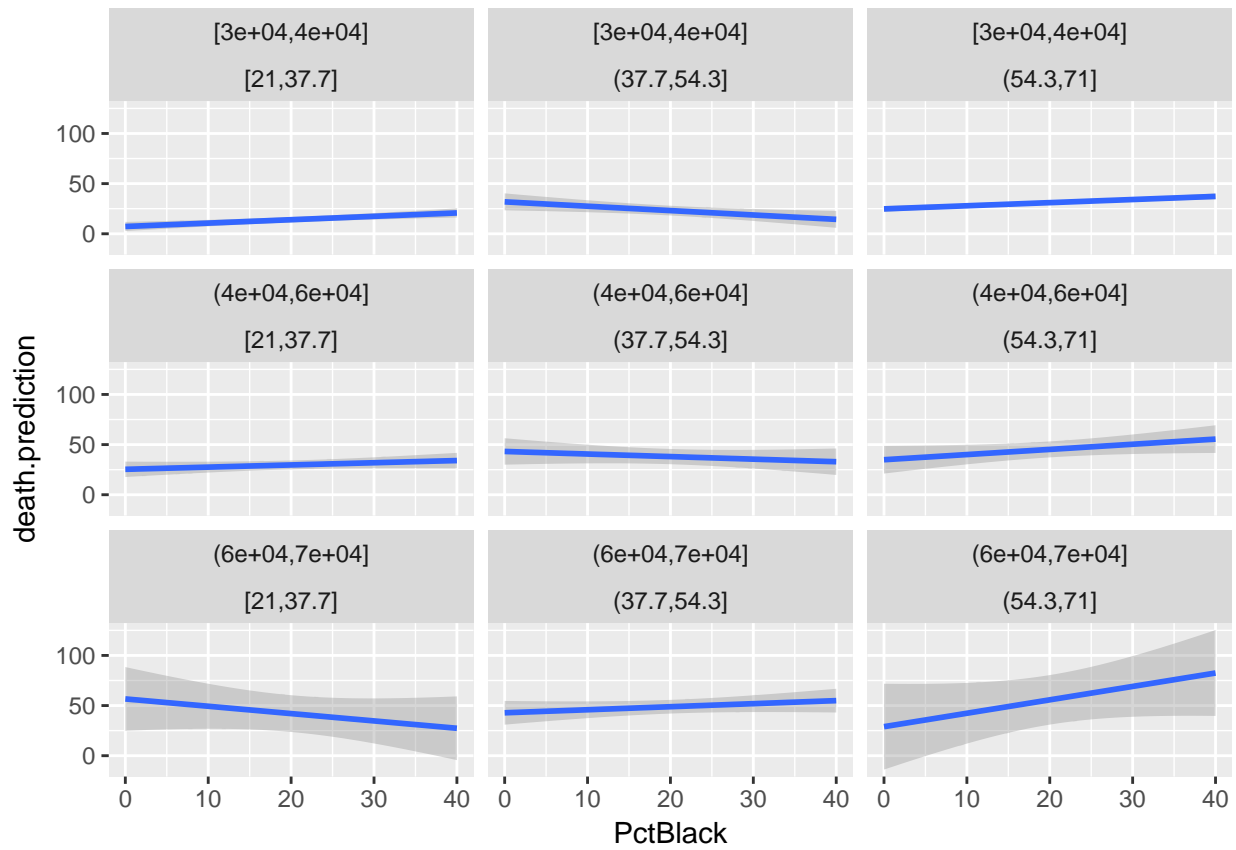 [3e+04,4e+04] [3e+04,4e+04] [3e+04,4e+04]
[21,37.7] (37.7,54.3] (54.3,71]
100
50
0
(4e+04,6e+04] (4e+04,6e+04] (4e+04,6e+04]
[21,37.7] (37.7,54.3] (54.3,71]
100
50
0
(6e+04,7e+04] (6e+04,7e+04] (6e+04,7e+04]
[21,37.7] (37.7,54.3] (54.3,71]
100
50
0
0 10 20 30 40 0 10 20 30 40 0 10 20 30 40
PctBlack
death.prediction